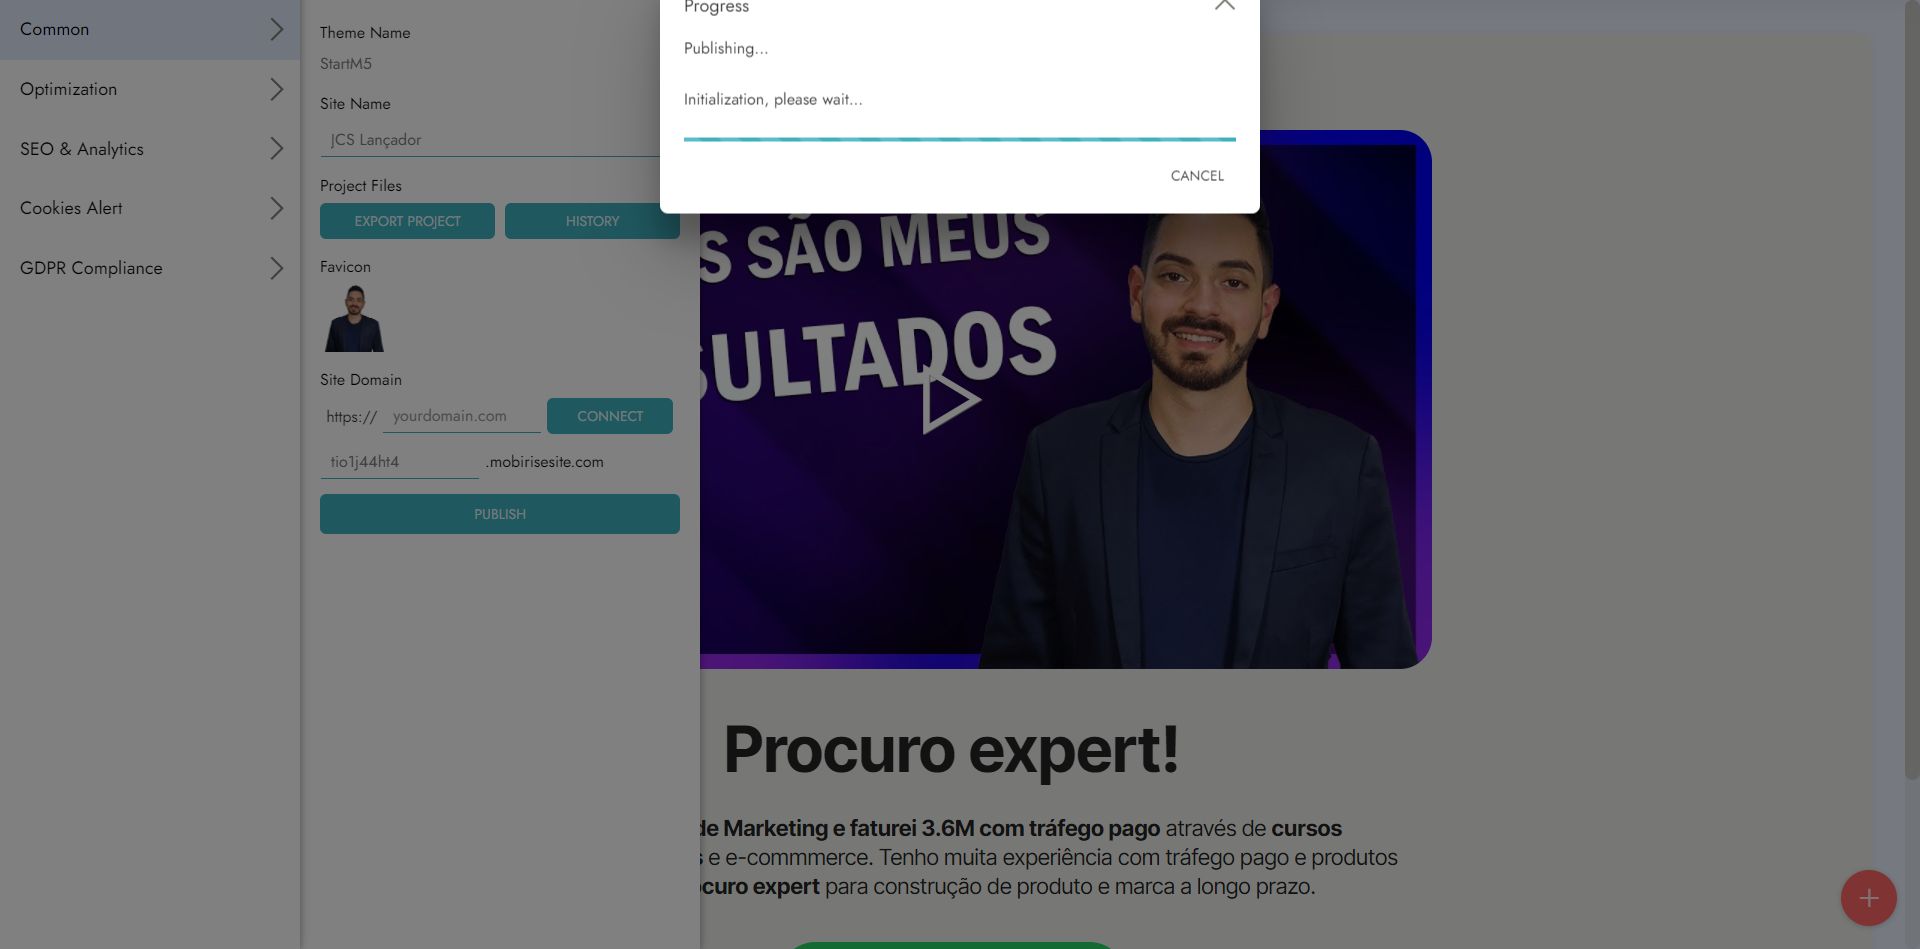 Common
Optimization
SEO & Analytics
Cookies Alert
GDPR Compliance
Theme Name
StartM5
Site Name
JCS Lançador
Project Files
EXPORT PROJECT
HISTORY
Favicon
Site Domain
https://
yourdomain.com
CONNECT
tio1j44ht4
.mobirisesite.com
PUBLISH
Progress
Publishing...
Initialization, please wait...
CANCEL
S SÃO MEUS
SULTADOS
Procuro expert!
de Marketing e faturei 3.6M com tráfego pago através de cursos
s e e-commmerce. Tenho muita experiência com tráfego pago e produtos
ocuro expert para construção de produto e marca a longo prazo.